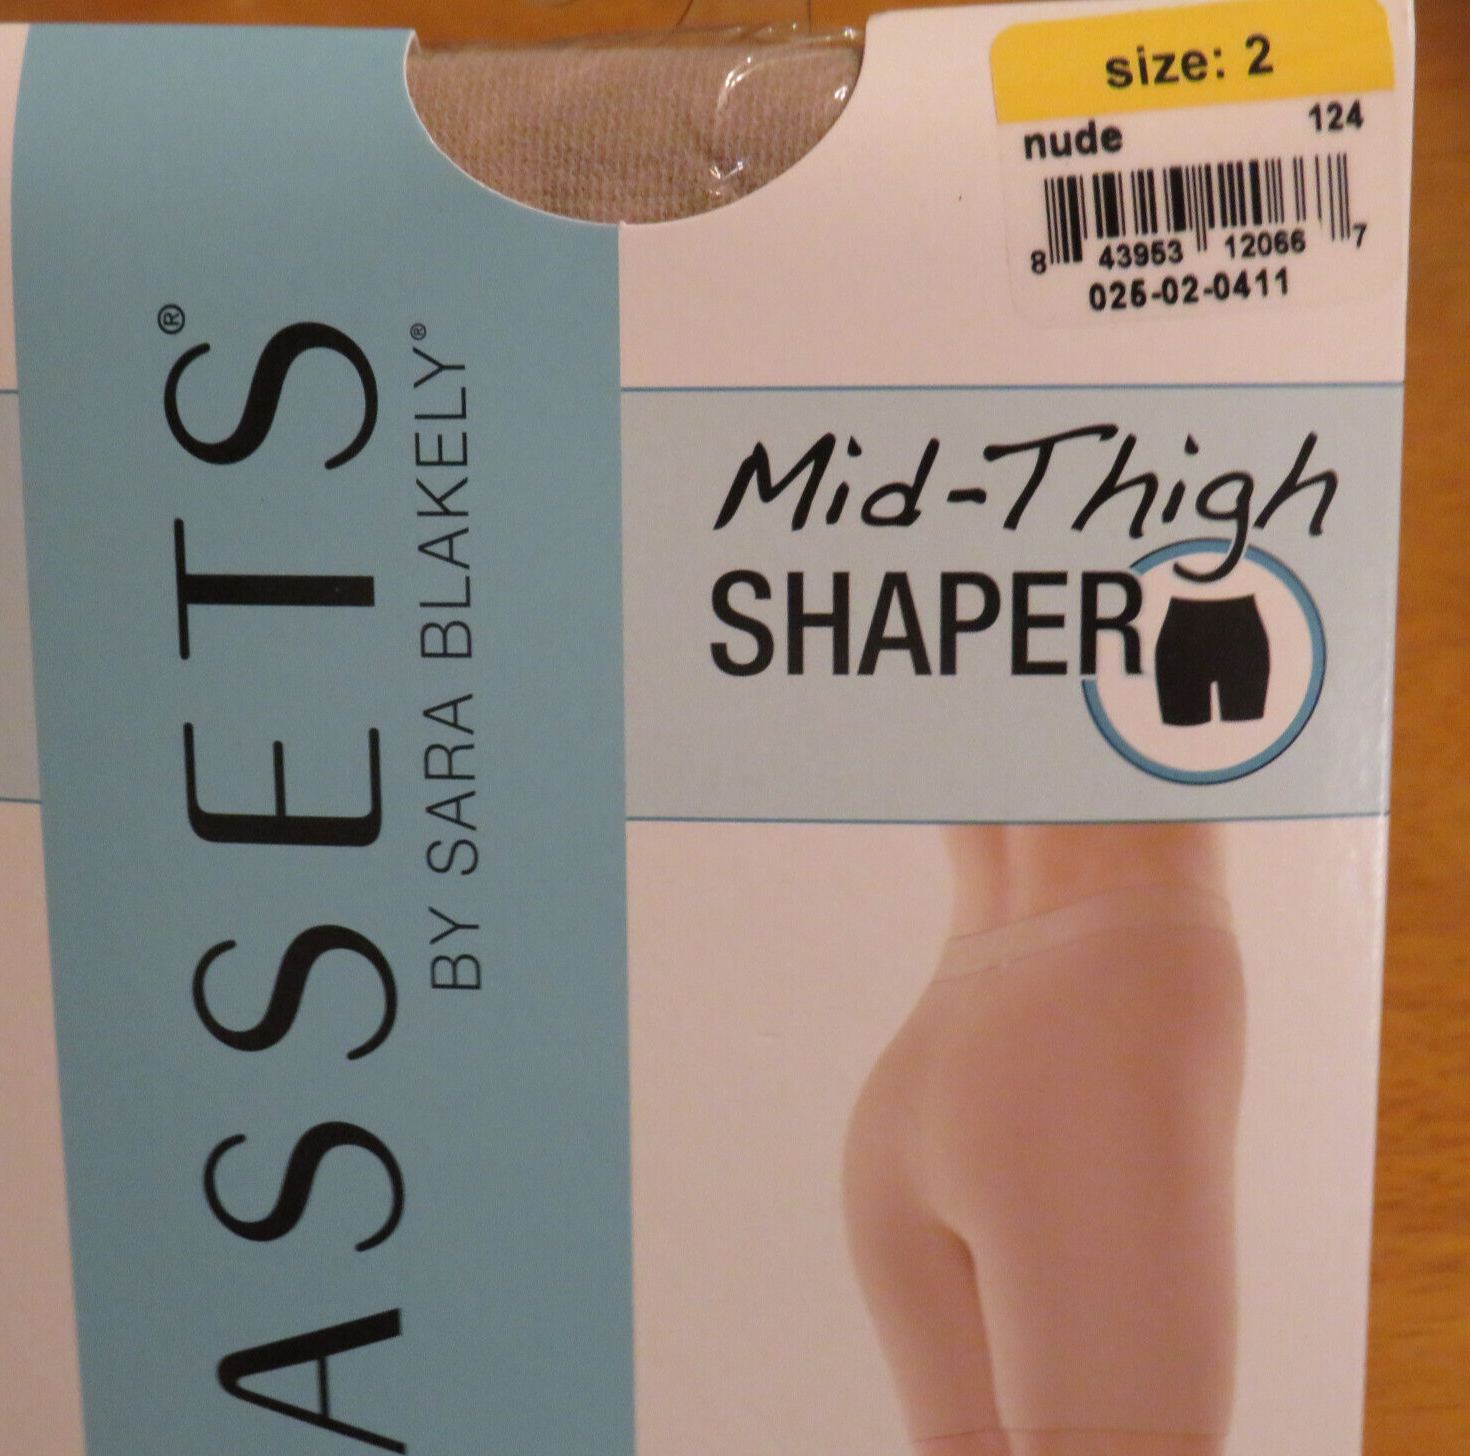 size: 2
nude 124
8 43953 12066 7
025-02-0411
ASSETS®
BY SARA BLAKELY®
Mid-Thigh
SHAPER